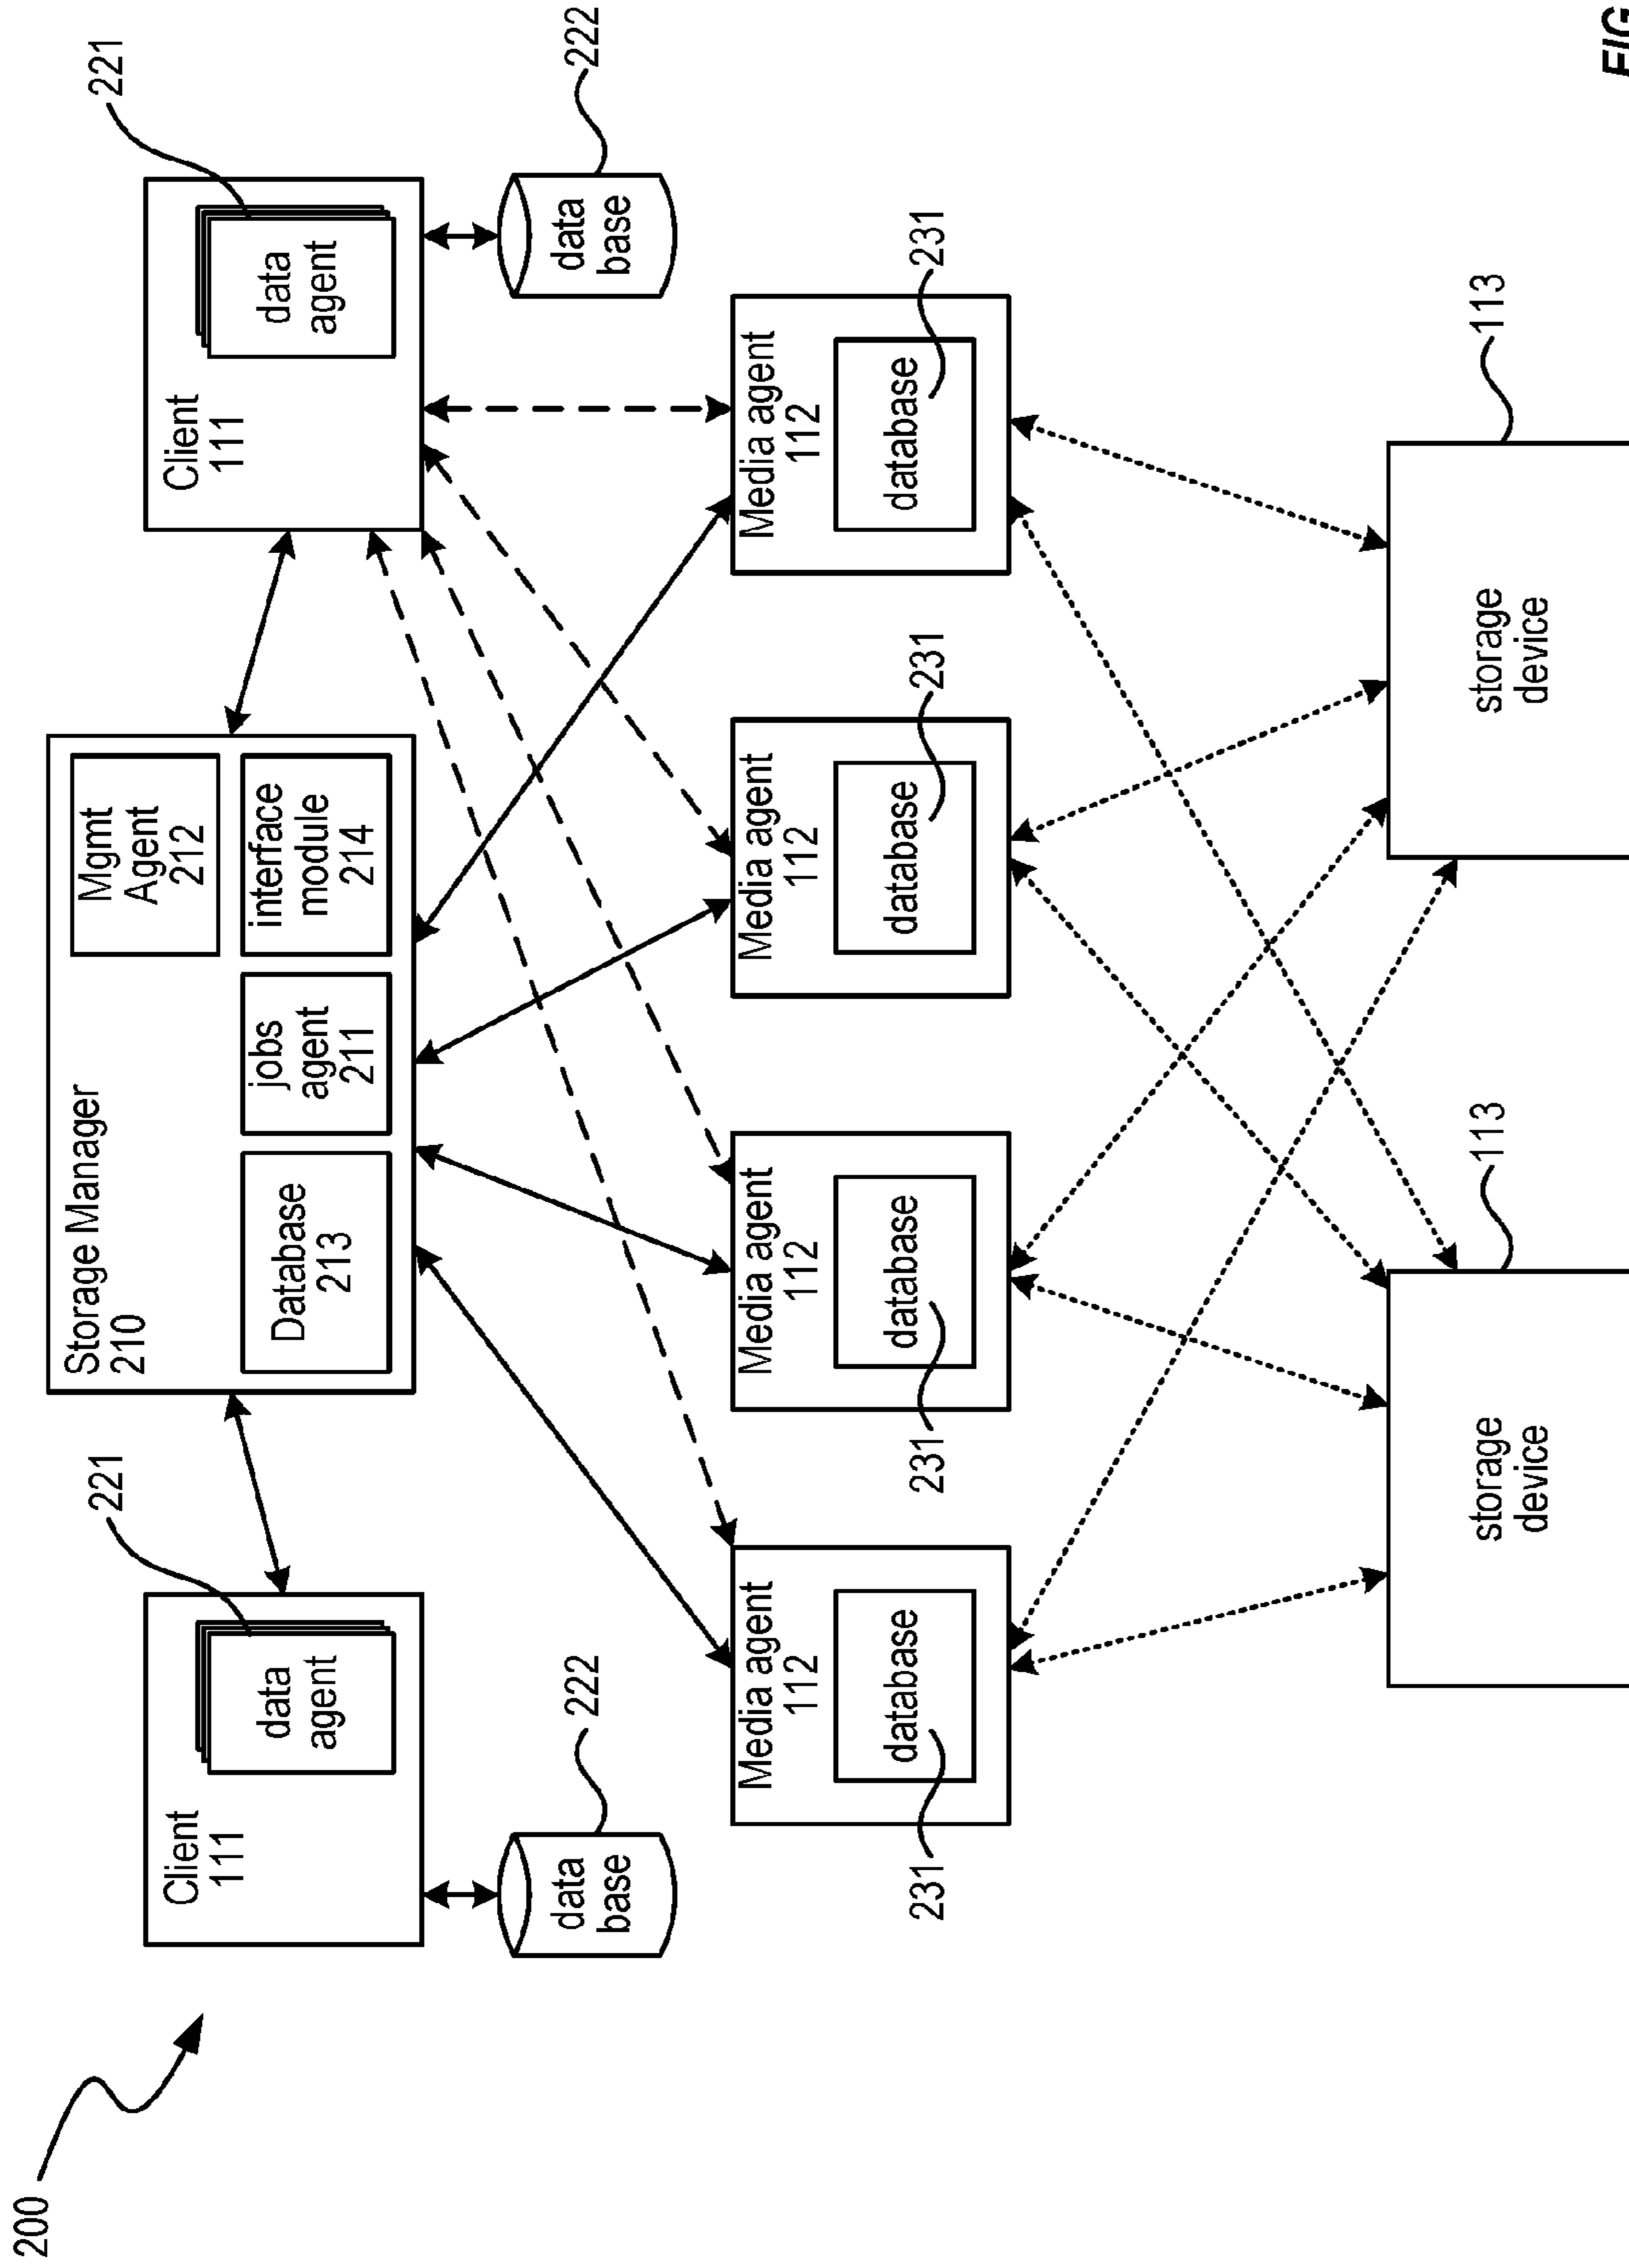 200
Client
111
data
agent
221
data
base
222
Storage Manager
210
Mgmt
Agent
212
Database
213
jobs
agent
211
interface
module
214
Client
111
data
agent
221
data
base
222
Media agent
112
database
231
Media agent
112
database
231
Media agent
112
database
231
Media agent
112
database
231
storage
device
113
storage
device
113
FIG